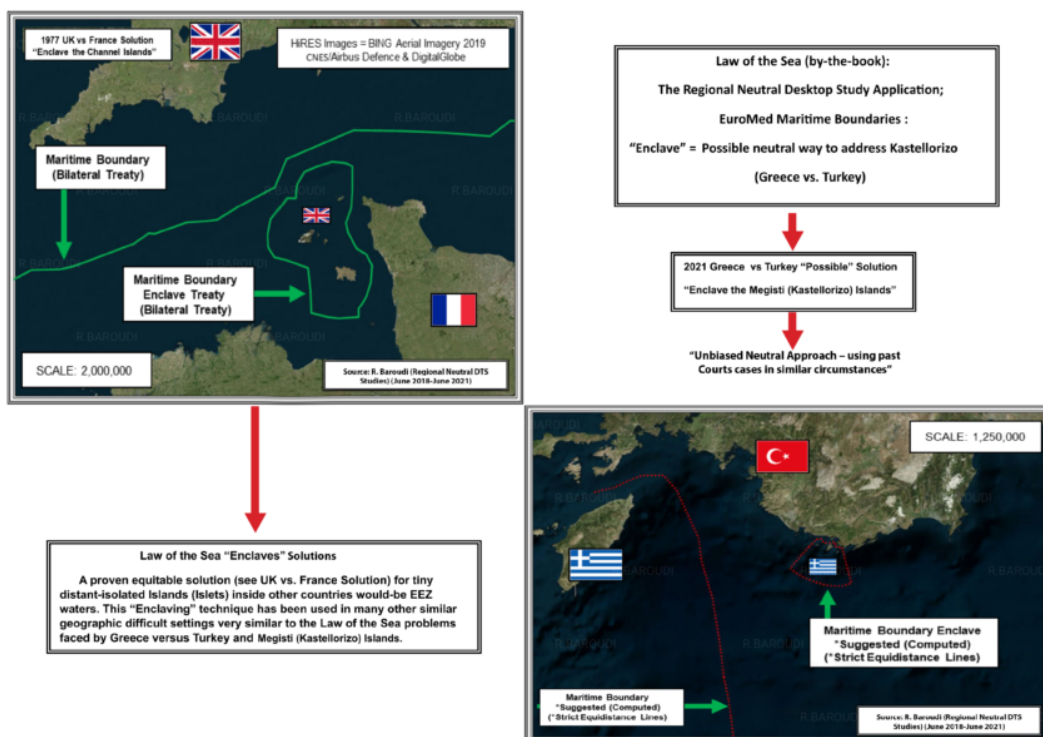 1977 UK vs France Solution
"Enclave the Channel Islands"
HiRES Images = BING Aerial Imagery 2019
CNES/Airbus Defence & DigitalGlobe
R.BAROUDI
R.BAROUDI
R.BAROUDI
Maritime Boundary
(Bilateral Treaty)
Maritime Boundary
Enclave Treaty
(Bilateral Treaty)
R.BAROUDI
R.BAROUDI
SCALE: 2,000,000
Source: R. Baroudi (Regional Neutral DTS
Studies) (June 2018-June 2021)
Law of the Sea (by-the-book):
The Regional Neutral Desktop Study Application;
EuroMed Maritime Boundaries :
"Enclave" = Possible neutral way to address Kastellorizo
(Greece vs. Turkey)
2021 Greece vs Turkey "Possible" Solution
"Enclave the Megisti (Kastellorizo) Islands"
"Unbiased Neutral Approach – using past
Courts cases in similar circumstances"
Law of the Sea "Enclaves" Solutions
A proven equitable solution (see UK vs. France Solution) for tiny
distant-isolated Islands (Islets) inside other countries would-be EEZ
waters. This "Enclaving" technique has been used in many other similar
geographic difficult settings very similar to the Law of the Sea problems
faced by Greece versus Turkey and Megisti (Kastellorizo) Islands.
SCALE: 1,250,000
R.BAROUDI
R.BAROUDI
R.BAROUDI
Maritime Boundary Enclave
*Suggested (Computed)
(*Strict Equidistance Lines)
Maritime Boundary
*Suggested (Computed)
(*Strict Equidistance Lines)
R.BAROUDI
Source: R. Baroudi (Regional Neutral DTS
Studies) (June 2018-June 2021)